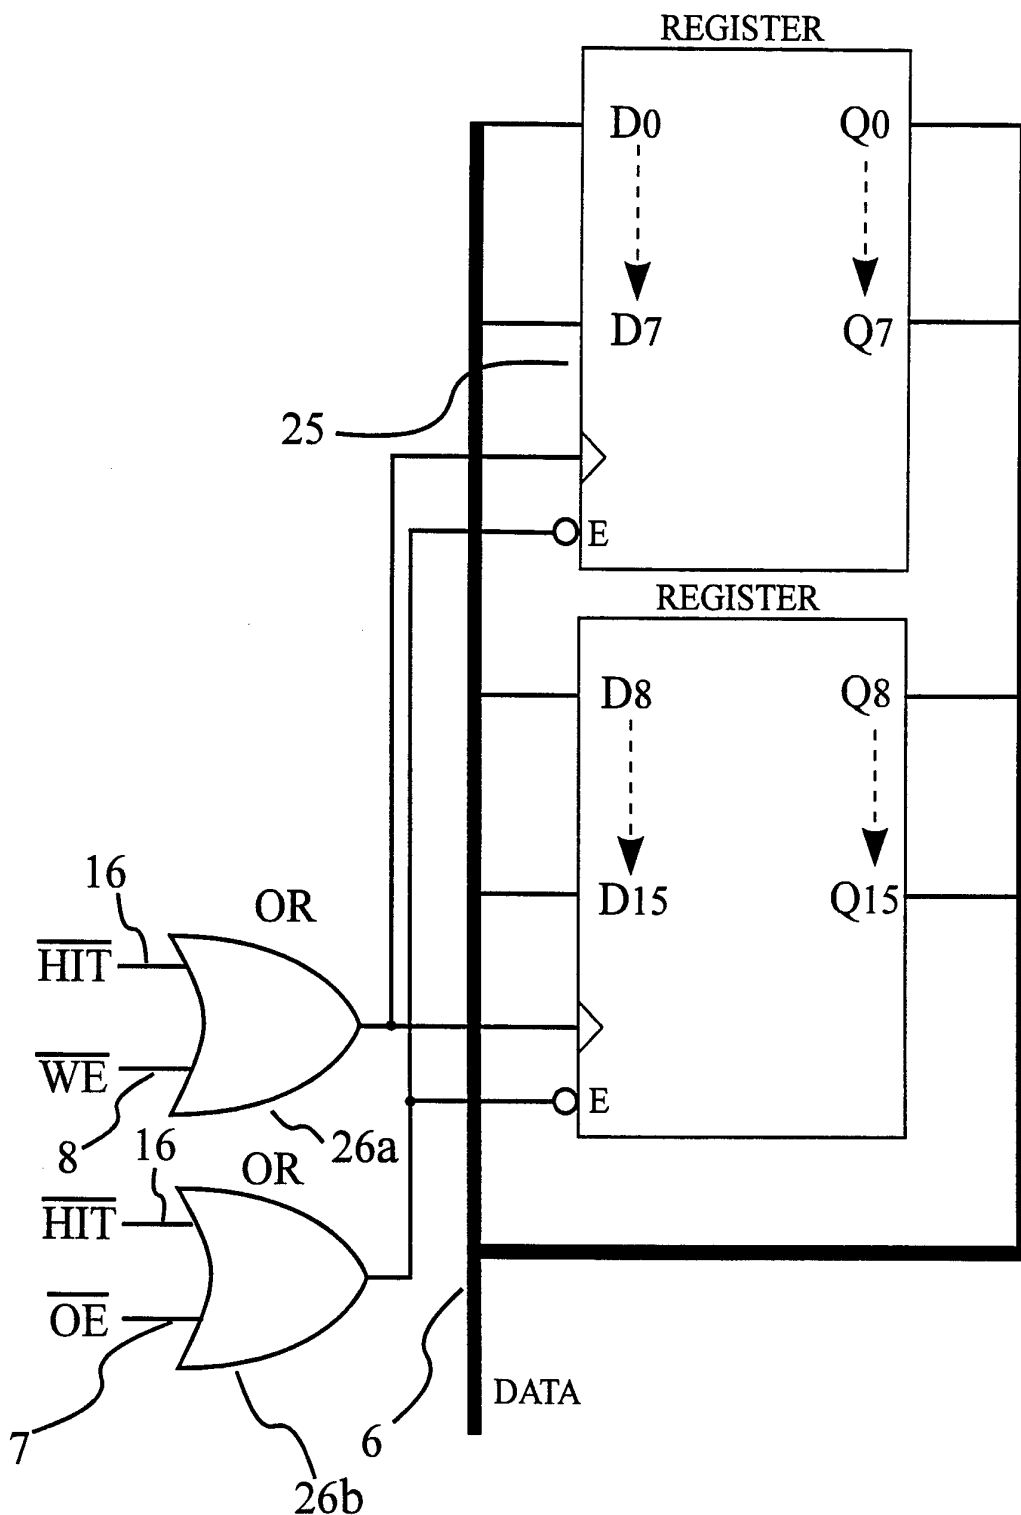 REGISTER
D0
Q0
D7
Q7
25
E
REGISTER
D8
Q8
D15
Q15
16
OR
HIT
WE
8
26a
E
16
OR
HIT
OE
7
26b
6
DATA